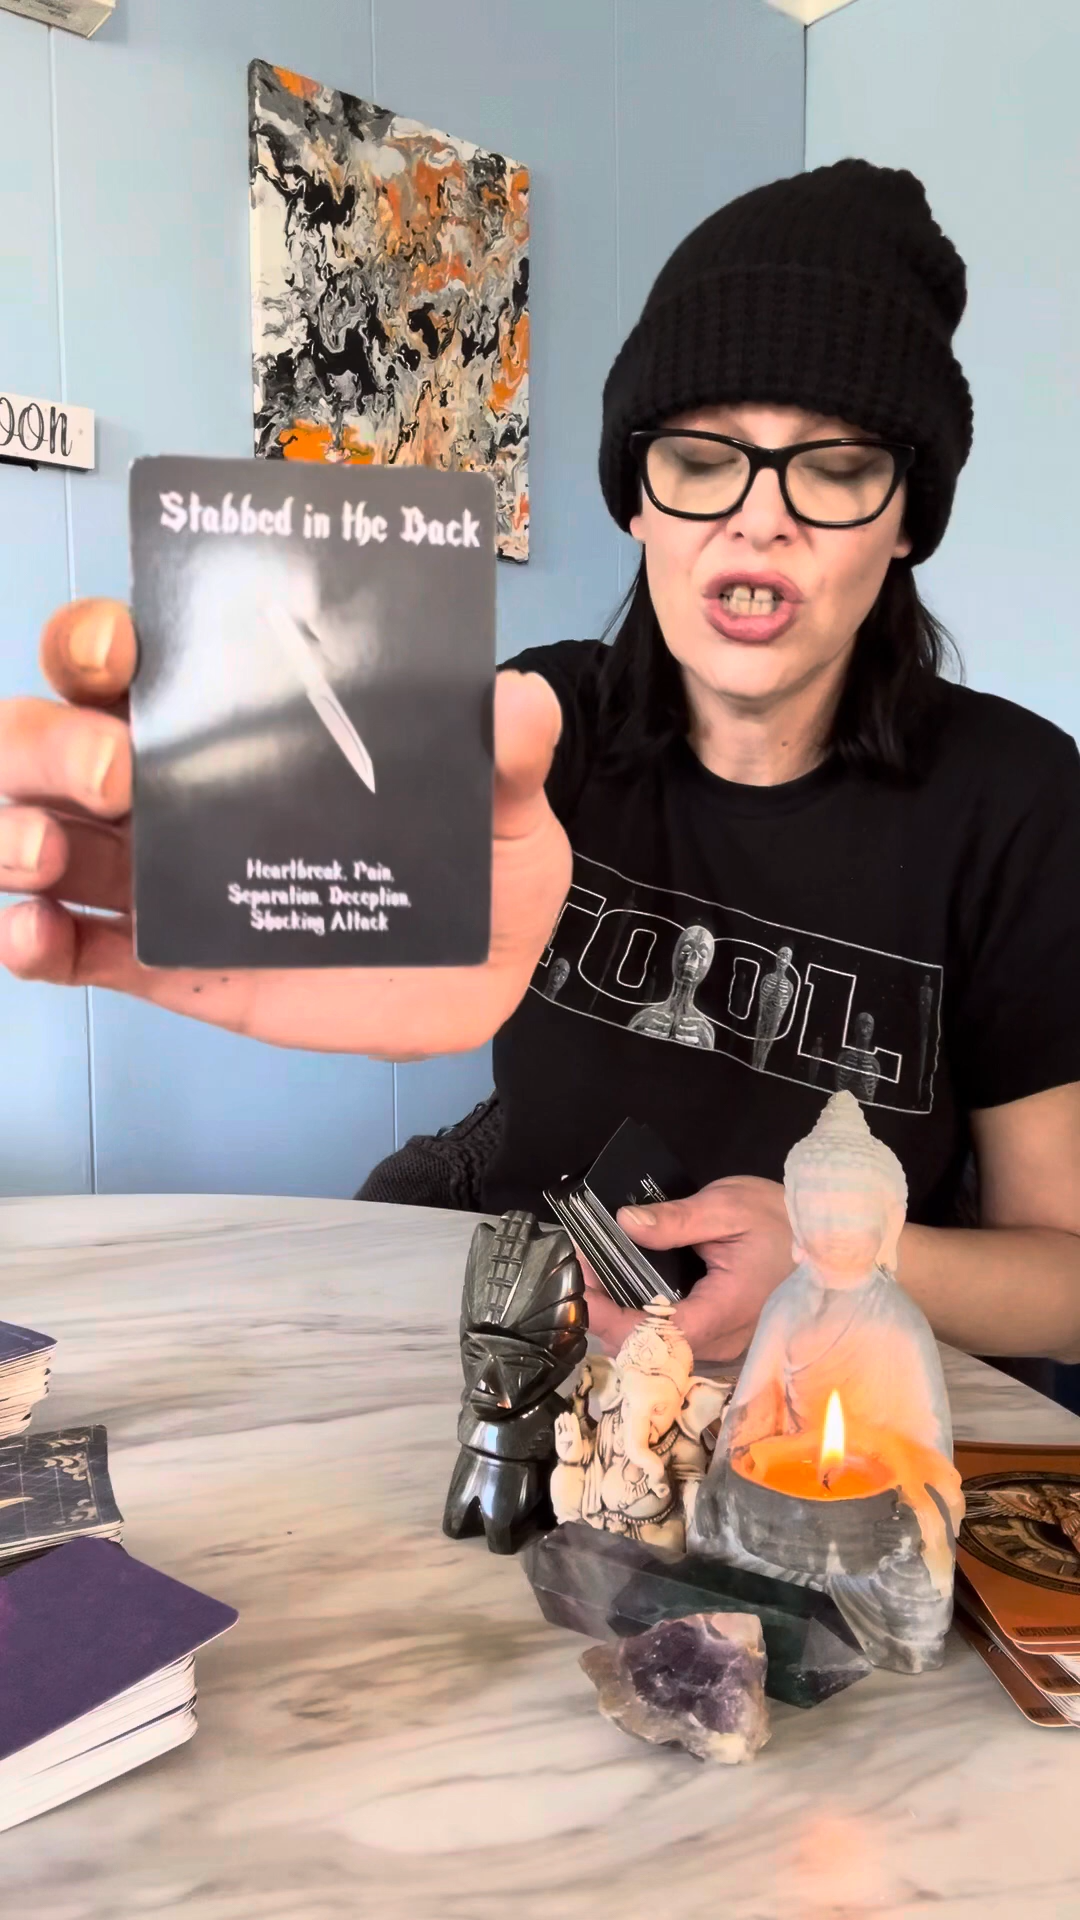 oon
Stabbed in the Back
Heartbreak, Pain,
Separation, Deception,
Shocking Attack
TOOL